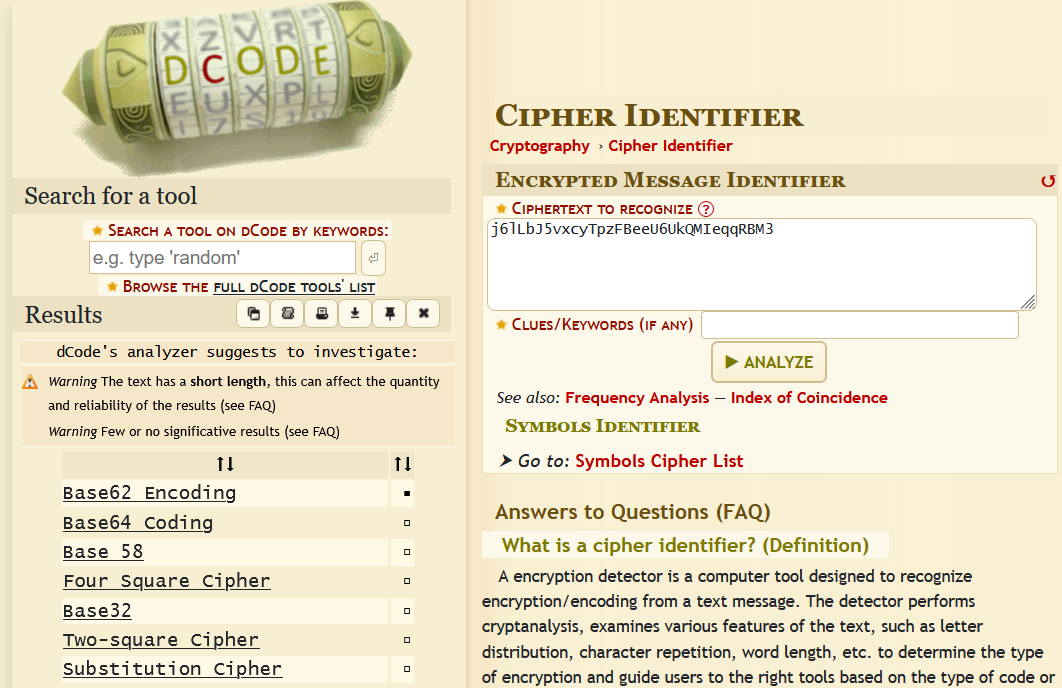 X Z V R T
D C O D E
E U X P L
Search for a tool
Search a tool on dCode by keywords:
e.g. type 'random'
Browse the full dCode tools' list
Results
dCode's analyzer suggests to investigate:
Warning The text has a short length, this can affect the quantity
and reliability of the results (see FAQ)
Warning Few or no significative results (see FAQ)
↑↓ ↑↓
Base62 Encoding
Base64 Coding
Base 58
Four Square Cipher
Base32
Two-square Cipher
Substitution Cipher
Cipher Identifier
Cryptography › Cipher Identifier
Encrypted Message Identifier
Ciphertext to recognize ?
j6lLbJ5vxcyTpzFBeeU6UkQMIeqqRBM3
Clues/Keywords (if any)
▶ ANALYZE
See also: Frequency Analysis — Index of Coincidence
Symbols Identifier
➤ Go to: Symbols Cipher List
Answers to Questions (FAQ)
What is a cipher identifier? (Definition)
A encryption detector is a computer tool designed to recognize
encryption/encoding from a text message. The detector performs
cryptanalysis, examines various features of the text, such as letter
distribution, character repetition, word length, etc. to determine the type
of encryption and guide users to the right tools based on the type of code or